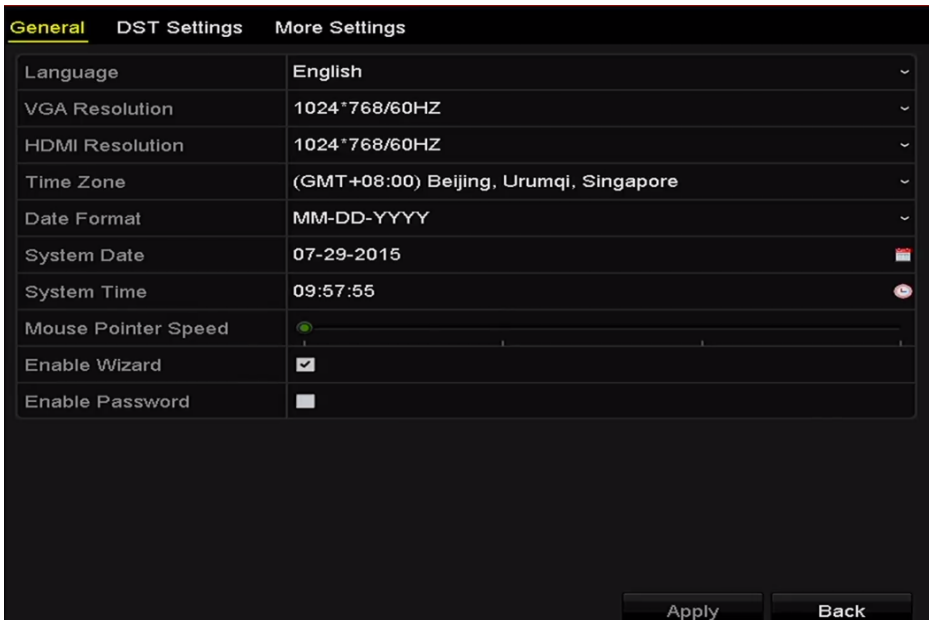 General DST Settings More Settings
Language English
VGA Resolution 1024*768/60HZ
HDMI Resolution 1024*768/60HZ
Time Zone (GMT+08:00) Beijing, Urumqi, Singapore
Date Format MM-DD-YYYY
System Date 07-29-2015
System Time 09:57:55
Mouse Pointer Speed
Enable Wizard
Enable Password
Apply Back